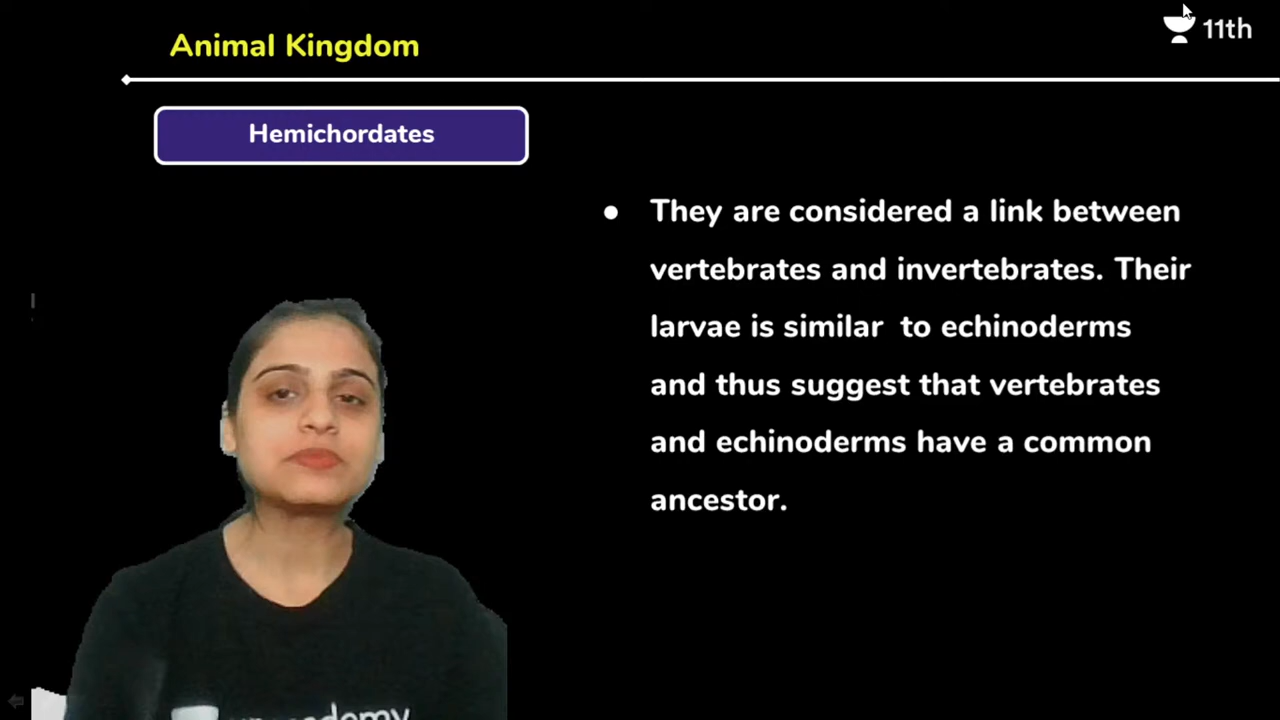 Animal Kingdom
11th
Hemichordates
● They are considered a link between
vertebrates and invertebrates. Their
larvae is similar to echinoderms
and thus suggest that vertebrates
and echinoderms have a common
ancestor.